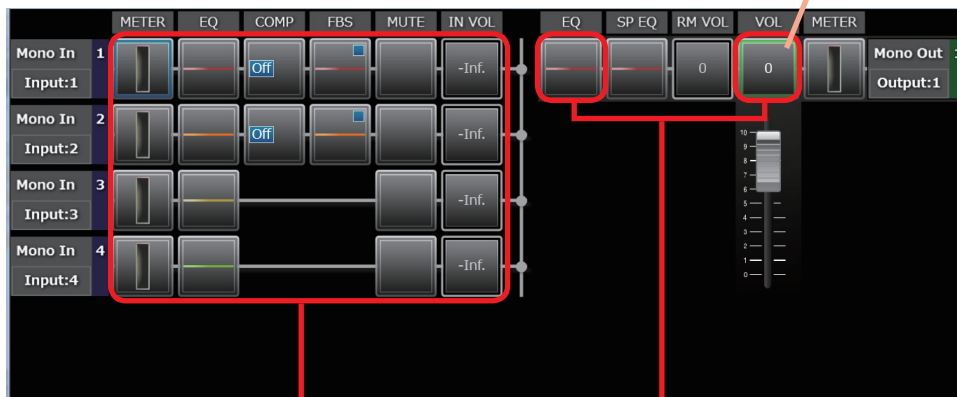 METER EQ COMP FBS MUTE IN VOL EQ SP EQ RM VOL VOL METER
Mono In 1 Off -Inf. 0 0 Mono Out
Input:1 Output:1
Mono In 2 Off -Inf.
Input:2
10
9
8
7
6
5
4
3
2
1
0
Mono In 3 -Inf.
Input:3
Mono In 4 -Inf.
Input:4